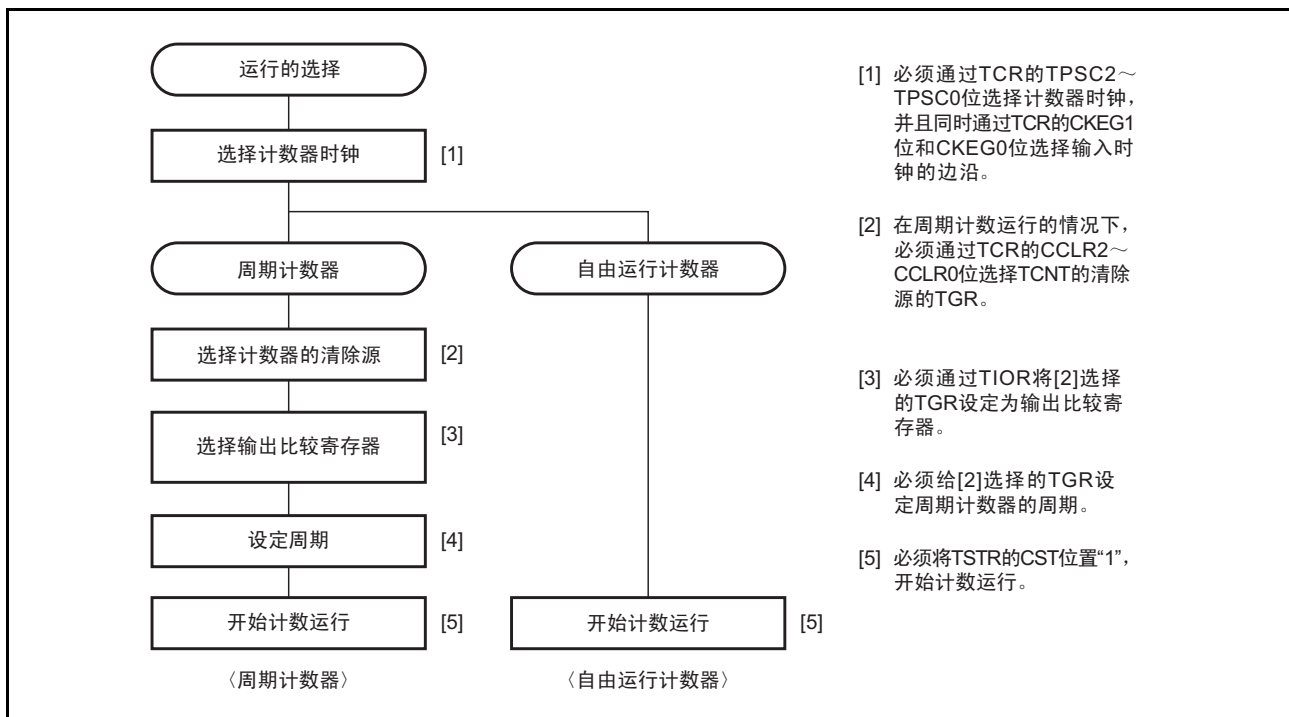 运行的选择
选择计数器时钟 [1]
周期计数器 自由运行计数器
选择计数器的清除源 [2]
选择输出比较寄存器 [3]
设定周期 [4]
开始计数运行 [5] 开始计数运行 [5]
〈周期计数器〉 〈自由运行计数器〉
[1] 必须通过TCR的TPSC2～
TPSC0位选择计数器时钟，
并且同时通过TCR的CKEG1
位和CKEG0位选择输入时
钟的边沿。
[2] 在周期计数运行的情况下，
必须通过TCR的CCLR2～
CCLR0位选择TCNT的清除
源的TGR。
[3] 必须通过TIOR将[2]选择
的TGR设定为输出比较寄
存器。
[4] 必须给[2]选择的TGR设
定周期计数器的周期。
[5] 必须将TSTR的CST位置“1”，
开始计数运行。